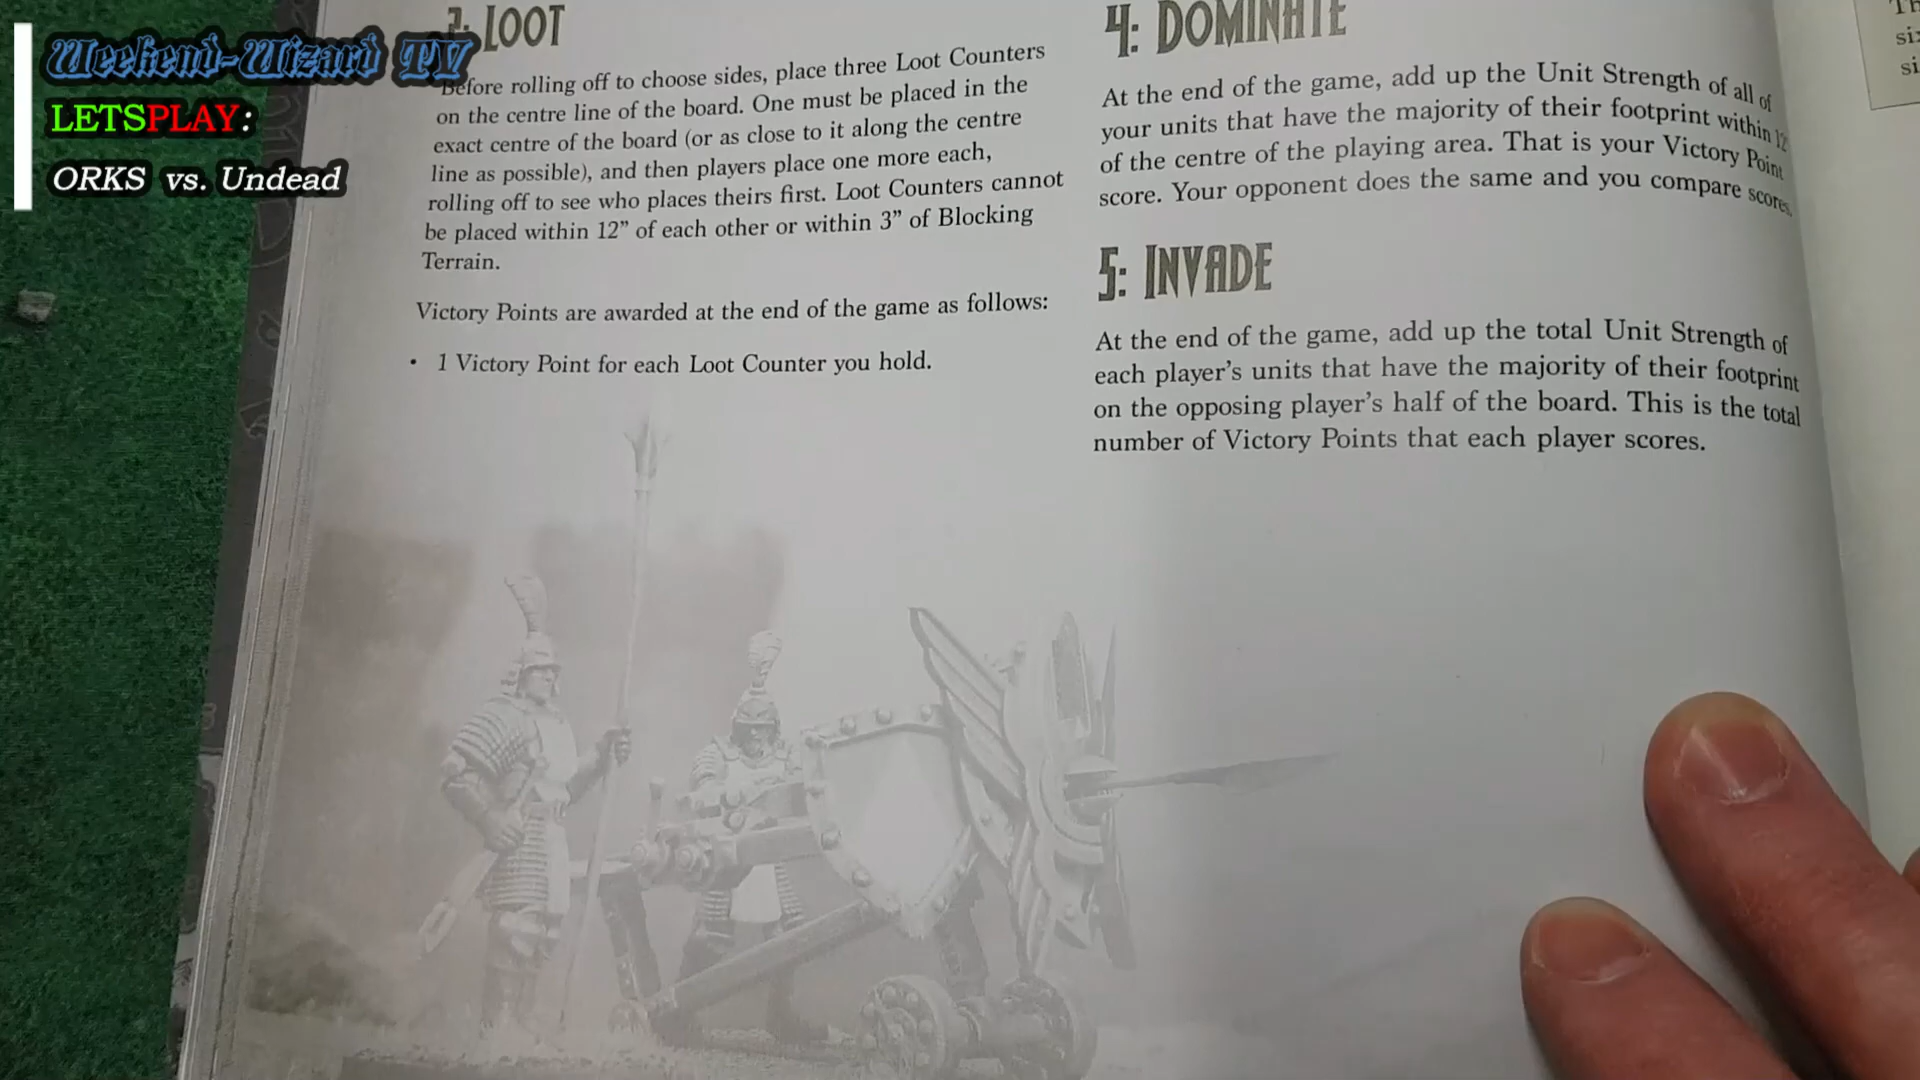 Weekend-Wizard TV
LETSPLAY:
ORKS vs. Undead
LOOT
Before rolling off to choose sides, place three Loot Counters
on the centre line of the board. One must be placed in the
exact centre of the board (or as close to it along the centre
line as possible), and then players place one more each,
rolling off to see who places theirs first. Loot Counters cannot
be placed within 12” of each other or within 3” of Blocking
Terrain.
Victory Points are awarded at the end of the game as follows:
• 1 Victory Point for each Loot Counter you hold.
4: DOMINATE
At the end of the game, add up the Unit Strength of all of
your units that have the majority of their footprint within 12”
of the centre of the playing area. That is your Victory Point
score. Your opponent does the same and you compare scores.
5: INVADE
At the end of the game, add up the total Unit Strength of
each player’s units that have the majority of their footprint
on the opposing player’s half of the board. This is the total
number of Victory Points that each player scores.